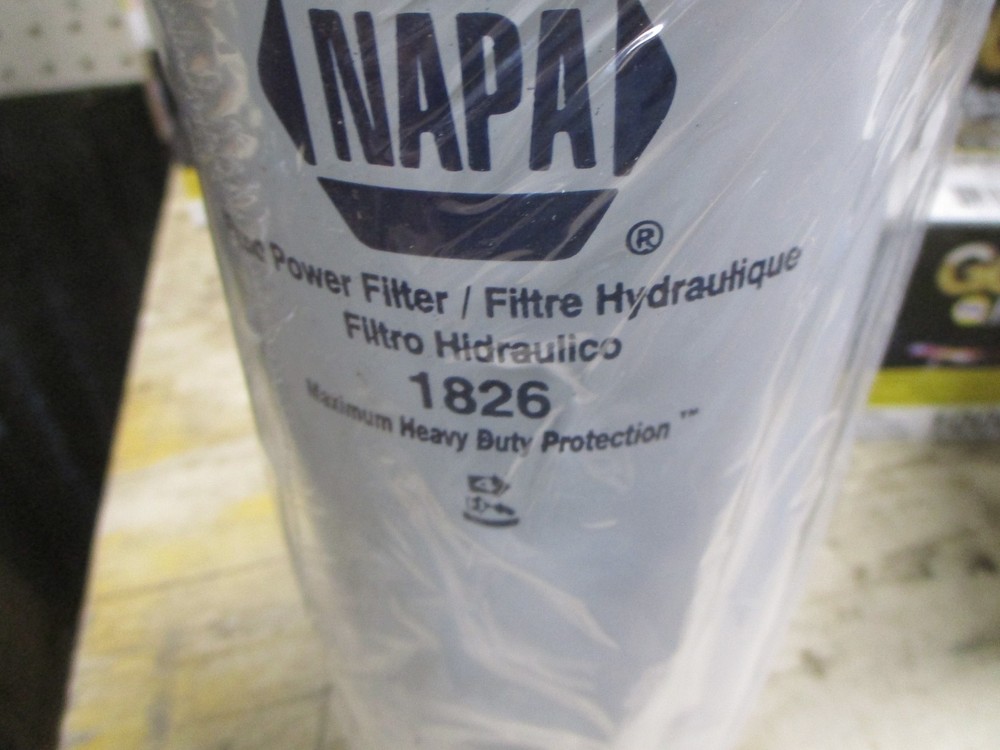 NAPA
®
Power Filter / Filtre Hydraulique
Filtro Hidraulico
1826
Maximum Heavy Duty Protection ™